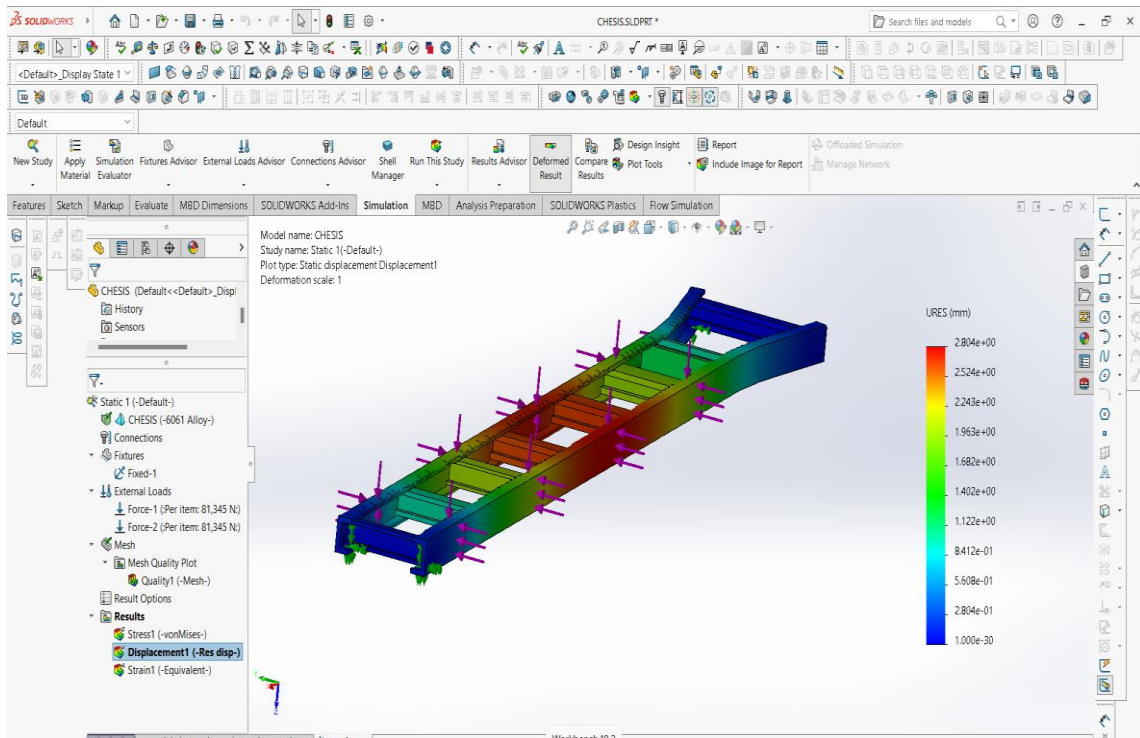 SOLIDWORKS
CHESIS.SLDPRT *
Search files and models
<Default>_Display State 1
Default
New Study
Apply Material
Simulation Evaluator
Fixtures Advisor
External Loads Advisor
Connections Advisor
Shell Manager
Run This Study
Results Advisor
Deformed Result
Compare Results
Design Insight
Plot Tools
Report
Include Image for Report
Offloaded Simulation
Manage Network
Features Sketch Markup Evaluate MBD Dimensions SOLIDWORKS Add-Ins Simulation MBD Analysis Preparation SOLIDWORKS Plastics Flow Simulation
CHESIS (Default<<Default>_Displ
History
Sensors
Static 1 (-Default-)
CHESIS (-6061 Alloy-)
Connections
Fixtures
Fixed-1
External Loads
Force-1 (:Per item: 81,345 N:)
Force-2 (:Per item: 81,345 N:)
Mesh
Mesh Quality Plot
Quality1 (-Mesh-)
Result Options
Results
Stress1 (-vonMises-)
Displacement1 (-Res disp-)
Strain1 (-Equivalent-)
Model name: CHESIS
Study name: Static 1(-Default-)
Plot type: Static displacement Displacement1
Deformation scale: 1
URES (mm)
2.804e+00
2.524e+00
2.243e+00
1.963e+00
1.682e+00
1.402e+00
1.122e+00
8.412e-01
5.608e-01
2.804e-01
1.000e-30